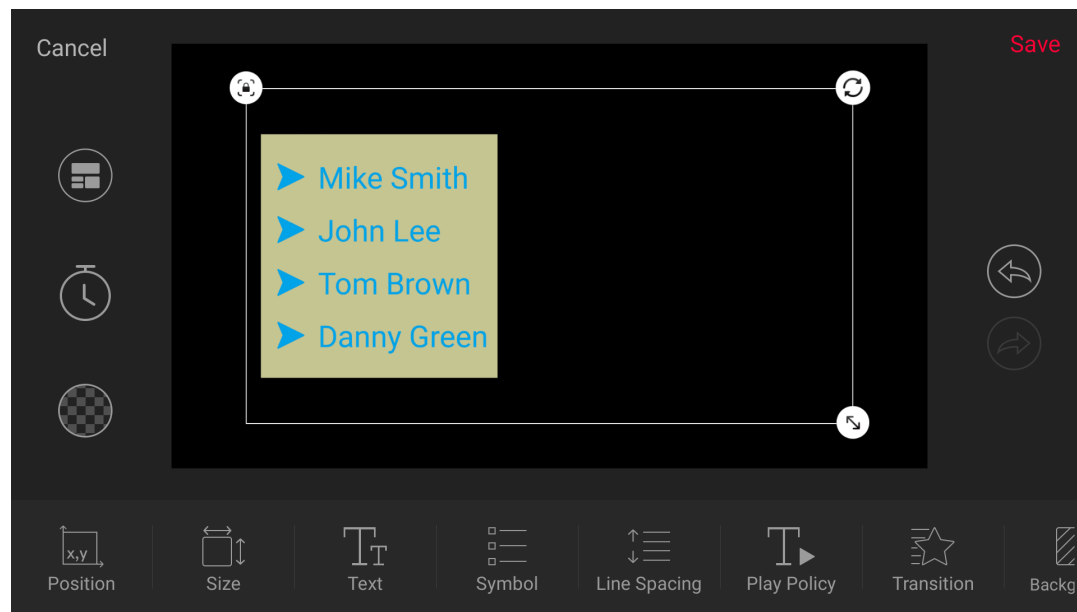 Cancel
Save
Mike Smith
John Lee
Tom Brown
Danny Green
x,y
Position
Size
Text
Symbol
Line Spacing
Play Policy
Transition
Backg